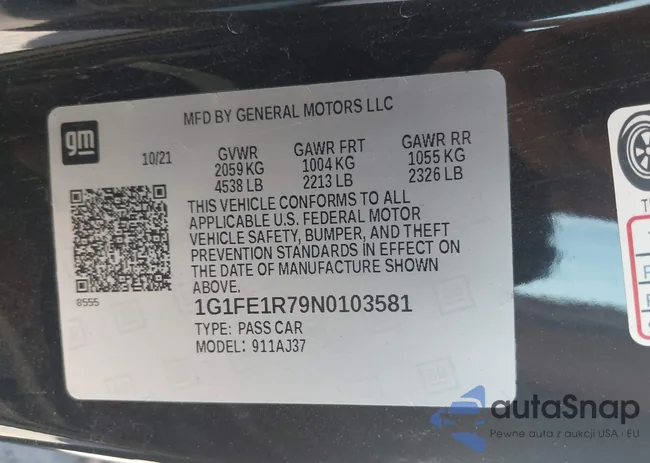 MFD BY GENERAL MOTORS LLC
gm
10/21
GVWR GAWR FRT GAWR RR
2059 KG 1004 KG 1055 KG
4538 LB 2213 LB 2326 LB
THIS VEHICLE CONFORMS TO ALL
APPLICABLE U.S. FEDERAL MOTOR
VEHICLE SAFETY, BUMPER, AND THEFT
PREVENTION STANDARDS IN EFFECT ON
THE DATE OF MANUFACTURE SHOWN
ABOVE.
8555
1G1FE1R79N0103581
TYPE: PASS CAR
MODEL: 911AJ37
autaSnap
Pewne auta z aukcji USA i EU